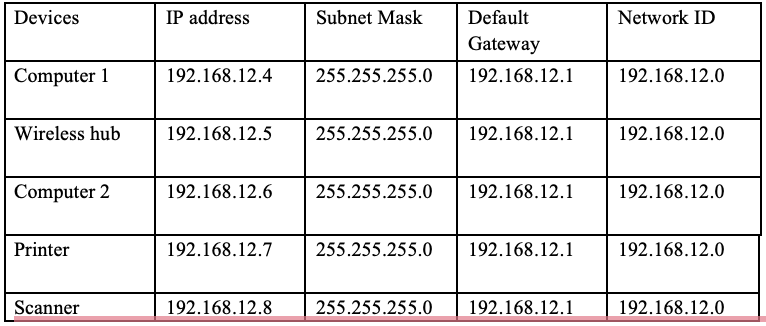 Devices IP address Subnet Mask Default Gateway Network ID
Computer 1 192.168.12.4 255.255.255.0 192.168.12.1 192.168.12.0
Wireless hub 192.168.12.5 255.255.255.0 192.168.12.1 192.168.12.0
Computer 2 192.168.12.6 255.255.255.0 192.168.12.1 192.168.12.0
Printer 192.168.12.7 255.255.255.0 192.168.12.1 192.168.12.0
Scanner 192.168.12.8 255.255.255.0 192.168.12.1 192.168.12.0